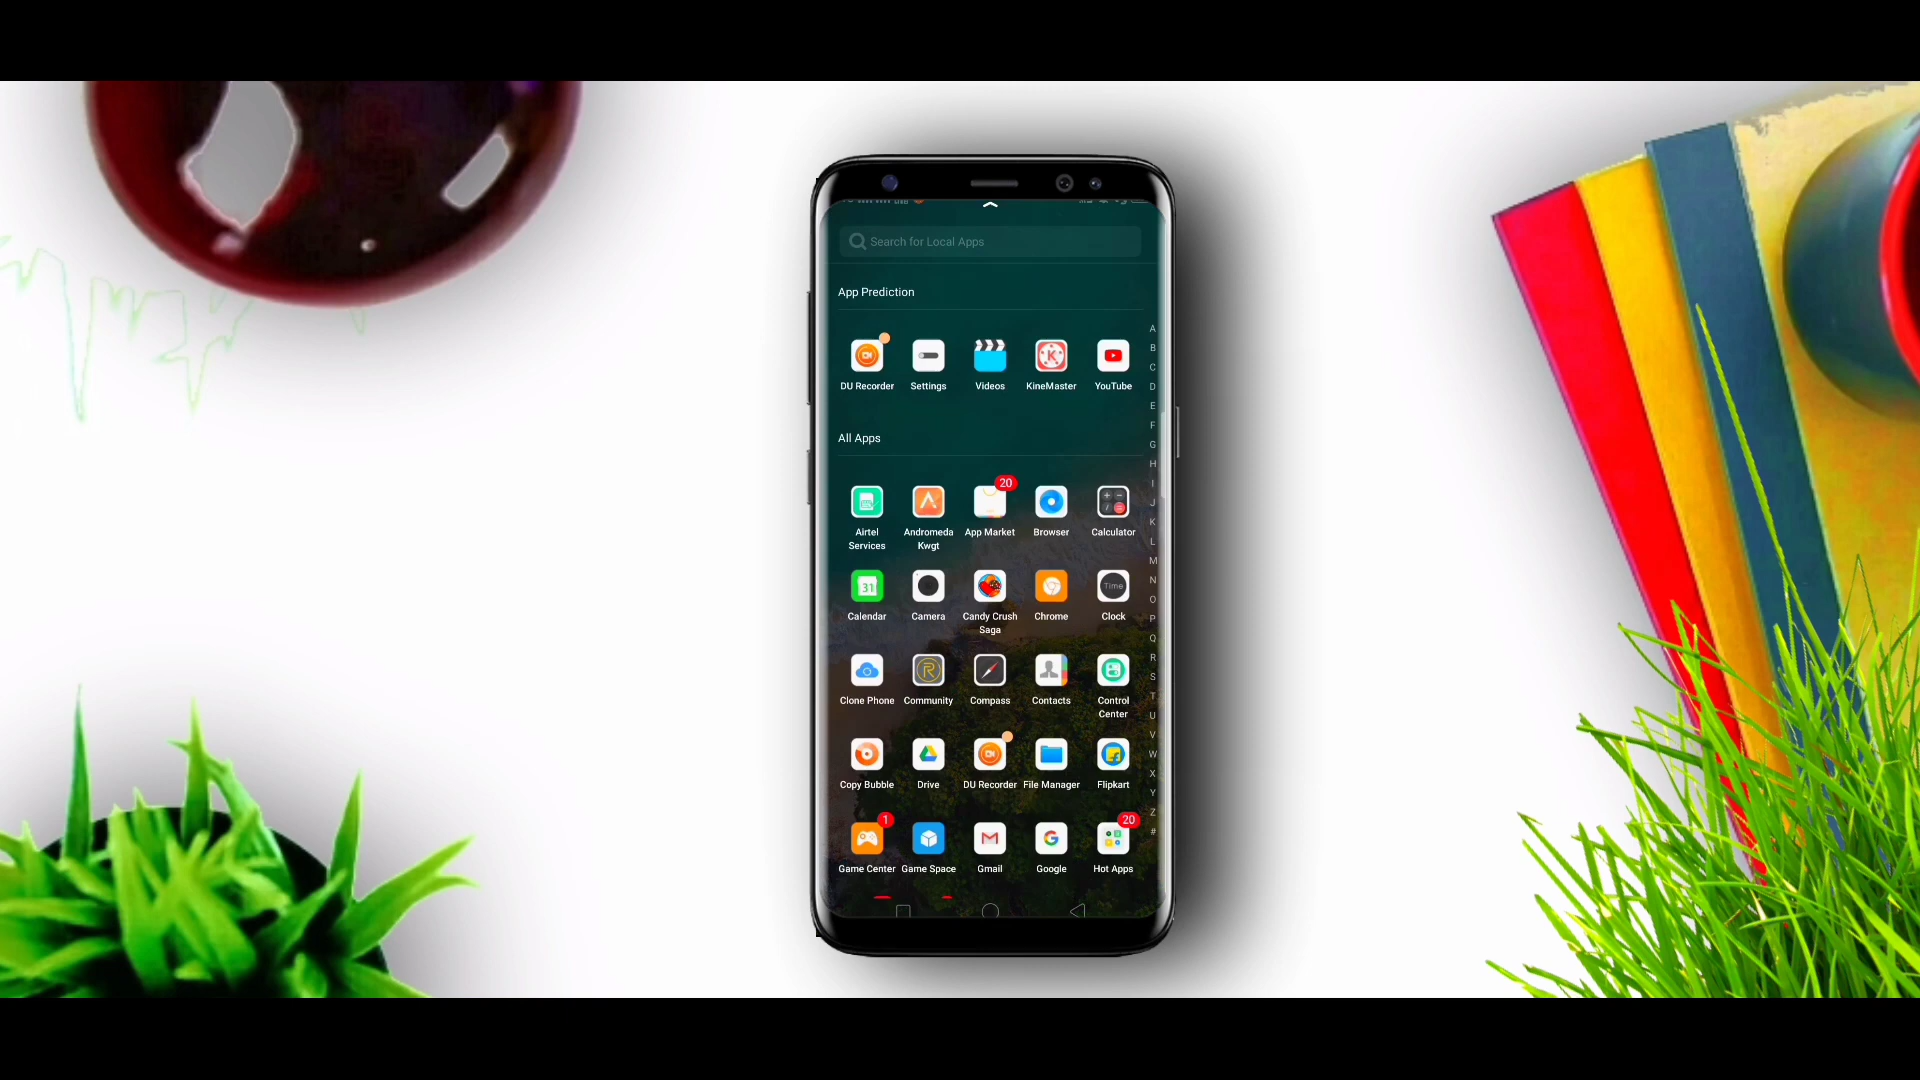 Search for Local Apps
App Prediction
DU Recorder Settings Videos KineMaster YouTube
All Apps
20
Airtel Services Andromeda Kwgt App Market Browser Calculator
31 Time
Calendar Camera Candy Crush Saga Chrome Clock
Clone Phone Community Compass Contacts Control Center
Copy Bubble Drive DU Recorder File Manager Flipkart
1 20
Game Center Game Space Gmail Google Hot Apps
A
B
C
D
E
F
G
H
I
J
K
L
M
N
O
P
Q
R
S
T
U
V
W
X
Y
Z
#